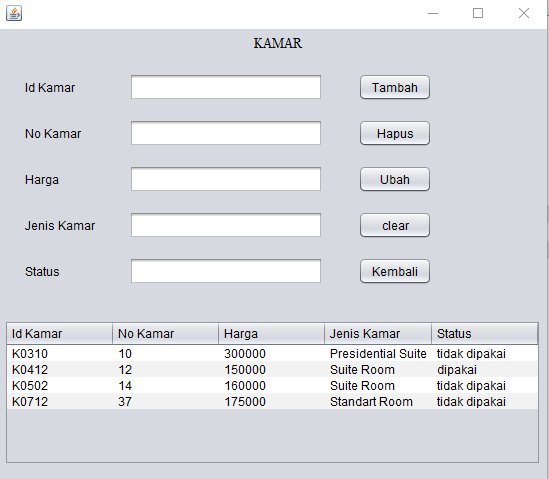 KAMAR
Id Kamar Tambah
No Kamar Hapus
Harga Ubah
Jenis Kamar clear
Status Kembali
Id Kamar No Kamar Harga Jenis Kamar Status
K0310 10 300000 Presidential Suite tidak dipakai
K0412 12 150000 Suite Room dipakai
K0502 14 160000 Suite Room tidak dipakai
K0712 37 175000 Standart Room tidak dipakai